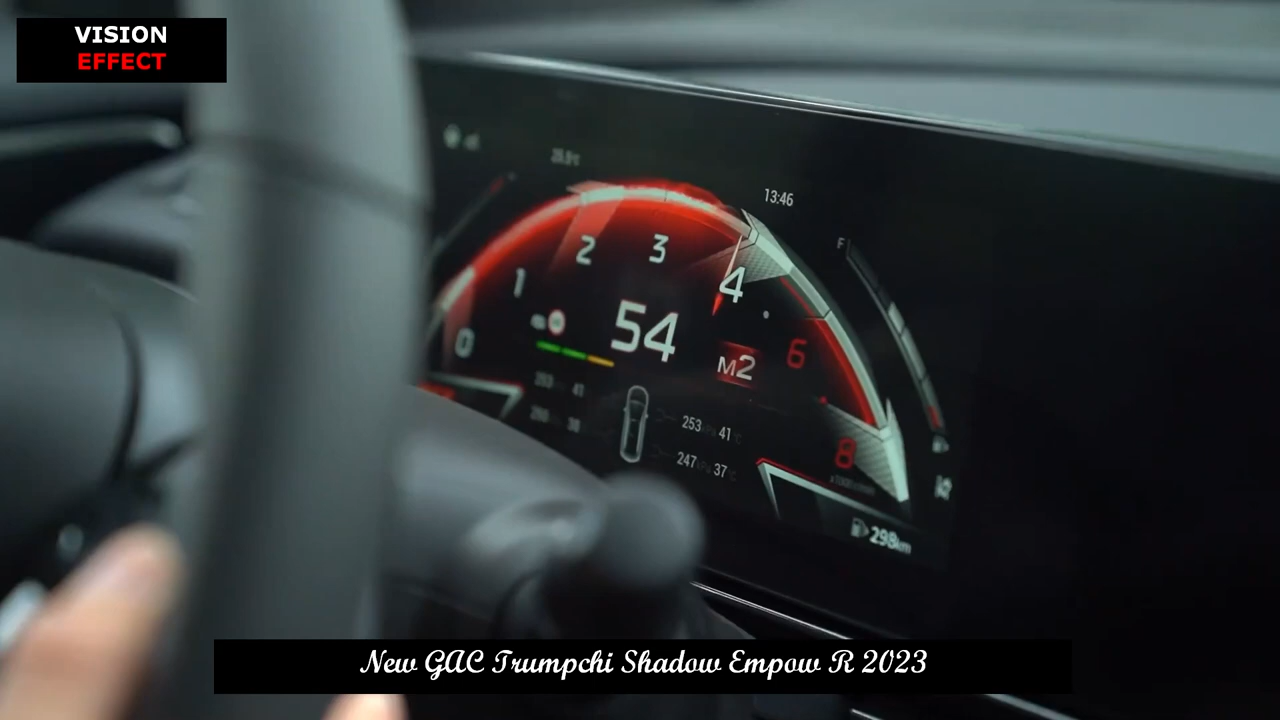 VISION
EFFECT
13:46
F
2
3
1
4
0
54
M2
6
253 41
247 37
8
298km
New GAC Trumpchi Shadow Empow R 2023